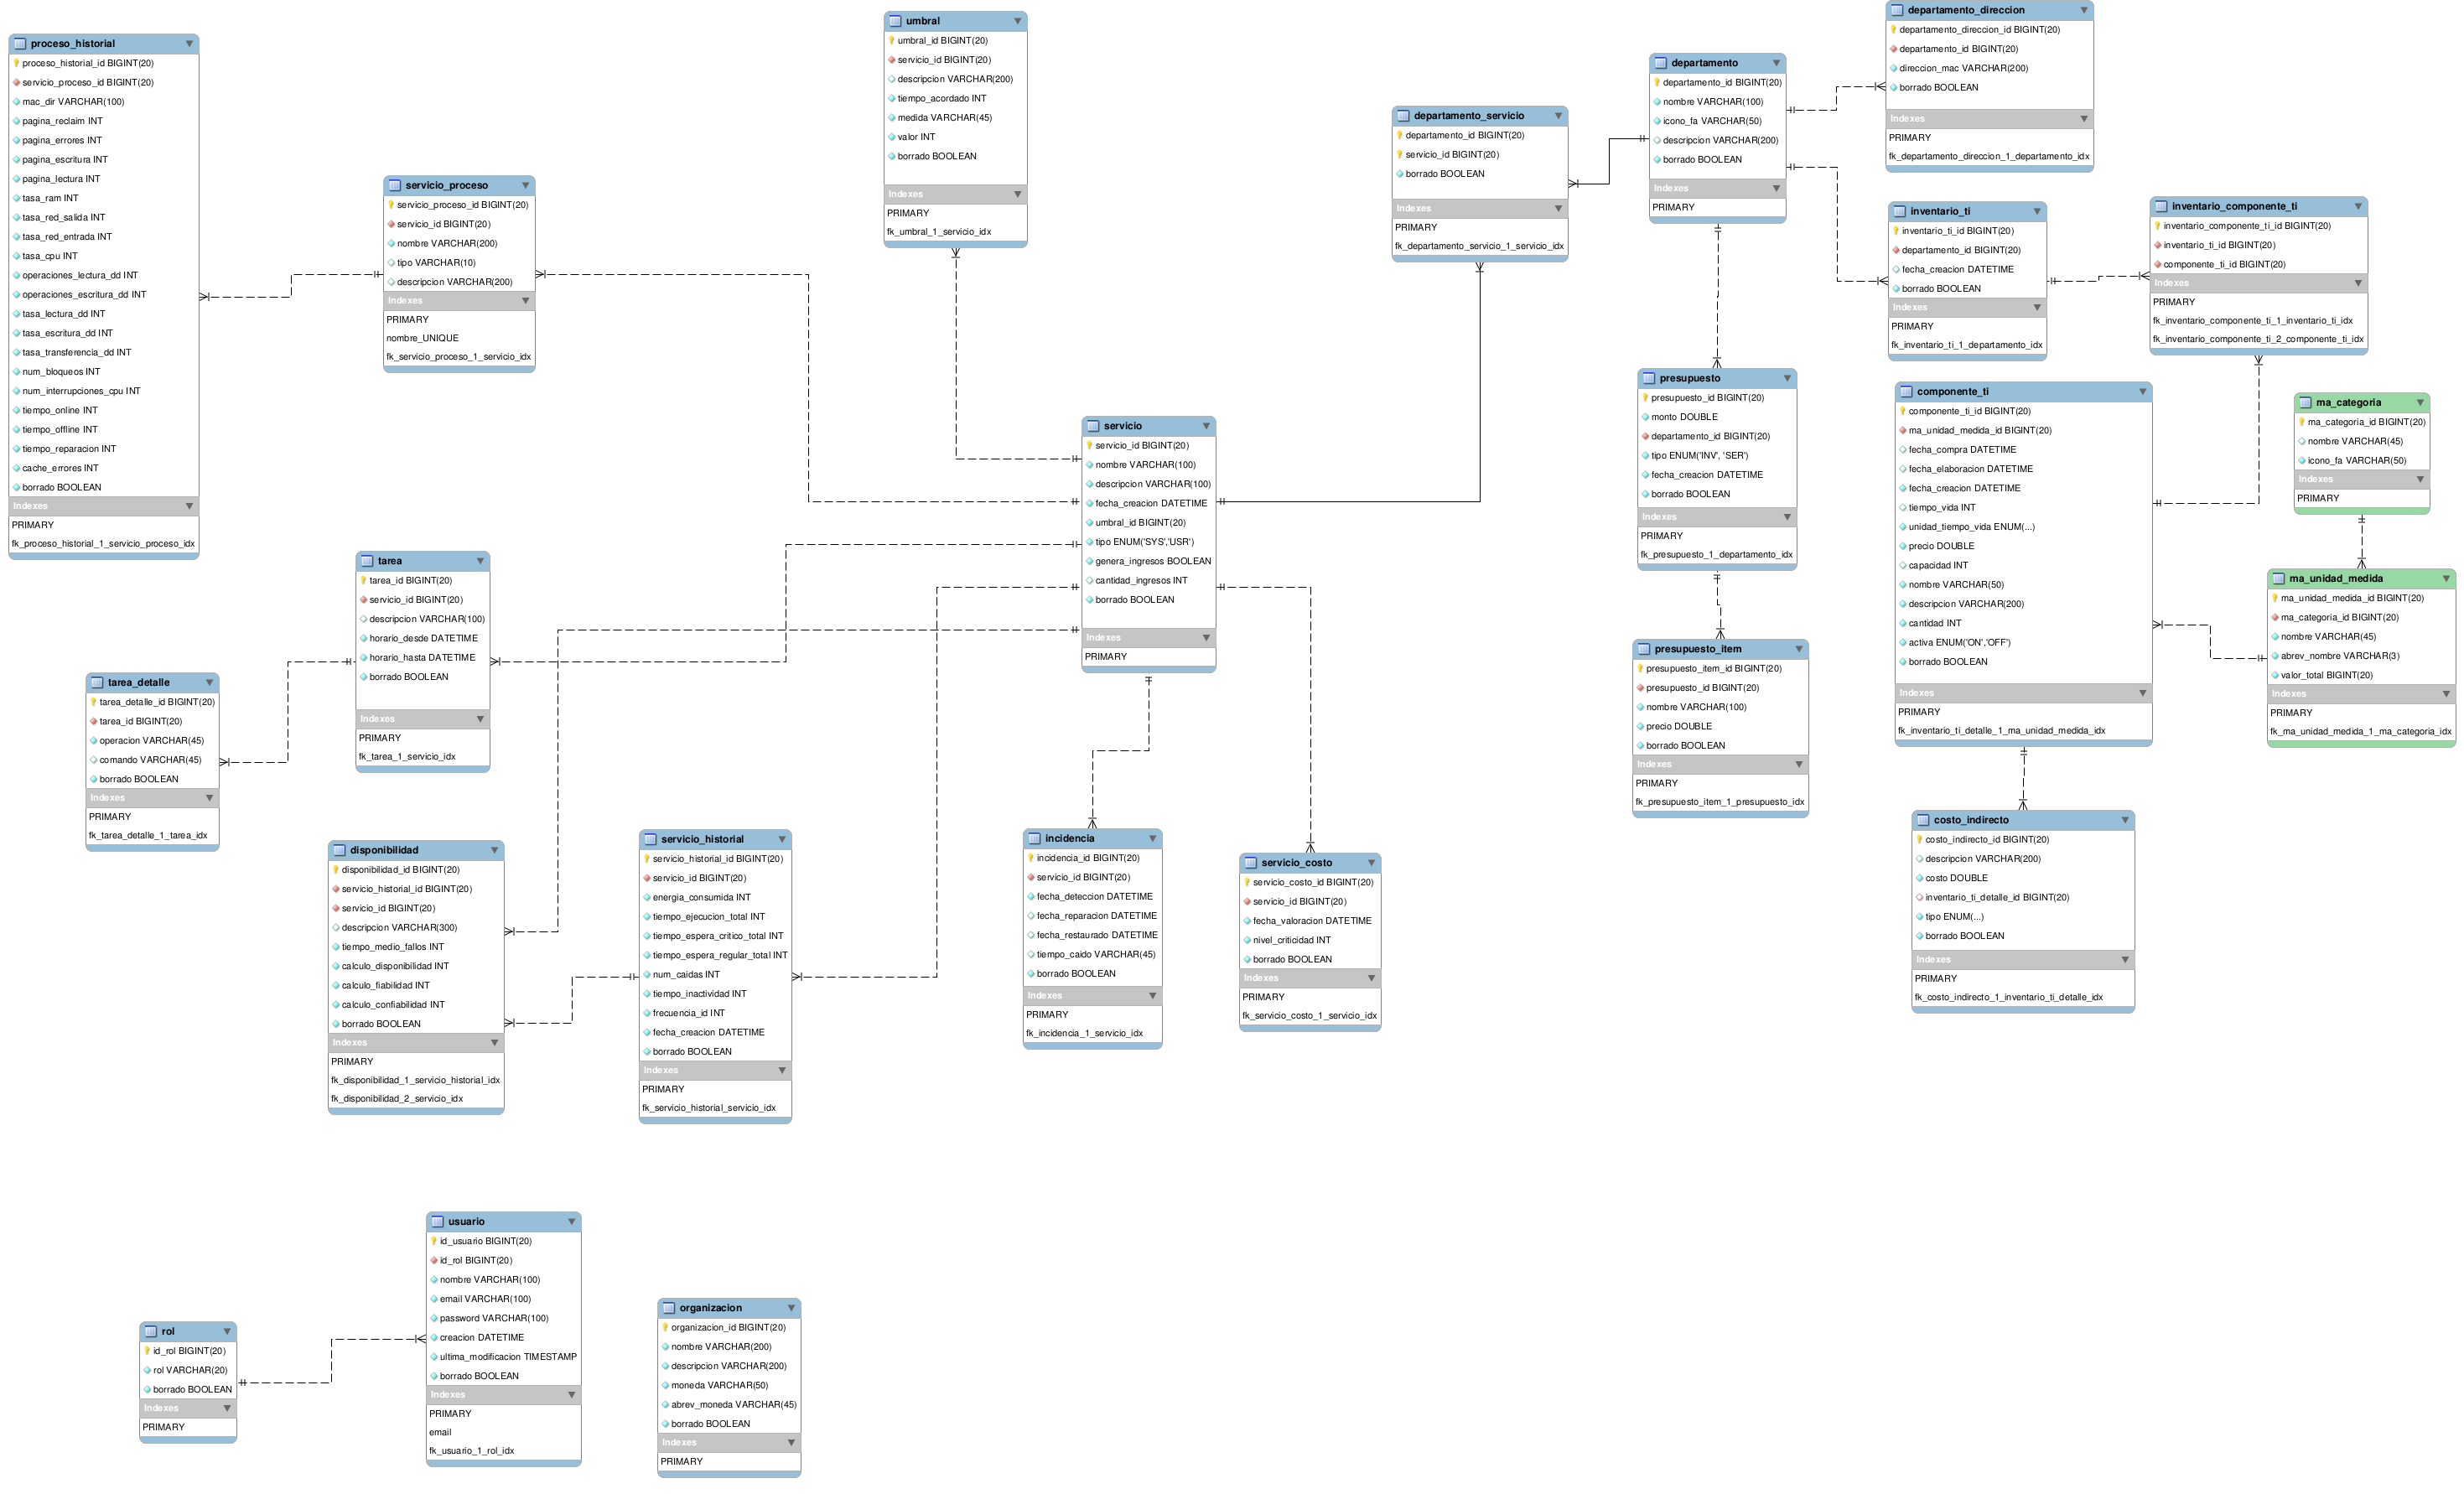 proceso_historial
proceso_historial_id BIGINT(20)
servicio_proceso_id BIGINT(20)
mac_dir VARCHAR(100)
pagina_reclaim INT
pagina_errores INT
pagina_escritura INT
pagina_lectura INT
tasa_ram INT
tasa_red_salida INT
tasa_red_entrada INT
tasa_cpu INT
operaciones_lectura_dd INT
operaciones_escritura_dd INT
tasa_lectura_dd INT
tasa_escritura_dd INT
tasa_transferencia_dd INT
num_bloqueos INT
num_interrupciones_cpu INT
tiempo_online INT
tiempo_offline INT
tiempo_reparacion INT
cache_errores INT
borrado BOOLEAN
Indexes
PRIMARY
fk_proceso_historial_1_servicio_proceso_idx
servicio_proceso
servicio_proceso_id BIGINT(20)
servicio_id BIGINT(20)
nombre VARCHAR(200)
tipo VARCHAR(10)
descripcion VARCHAR(200)
Indexes
PRIMARY
nombre_UNIQUE
fk_servicio_proceso_1_servicio_idx
umbral
umbral_id BIGINT(20)
servicio_id BIGINT(20)
descripcion VARCHAR(200)
tiempo_acordado INT
medida VARCHAR(45)
valor INT
borrado BOOLEAN
Indexes
PRIMARY
fk_umbral_1_servicio_idx
departamento_servicio
departamento_id BIGINT(20)
servicio_id BIGINT(20)
borrado BOOLEAN
Indexes
PRIMARY
fk_departamento_servicio_1_servicio_idx
departamento
departamento_id BIGINT(20)
nombre VARCHAR(100)
icono_fa VARCHAR(50)
descripcion VARCHAR(200)
borrado BOOLEAN
Indexes
PRIMARY
departamento_direccion
departamento_direccion_id BIGINT(20)
departamento_id BIGINT(20)
direccion_mac VARCHAR(200)
borrado BOOLEAN
Indexes
PRIMARY
fk_departamento_direccion_1_departamento_idx
inventario_ti
inventario_ti_id BIGINT(20)
departamento_id BIGINT(20)
fecha_creacion DATETIME
borrado BOOLEAN
Indexes
PRIMARY
fk_inventario_ti_1_departamento_idx
inventario_componente_ti
inventario_componente_ti_id BIGINT(20)
inventario_ti_id BIGINT(20)
componente_ti_id BIGINT(20)
Indexes
PRIMARY
fk_inventario_componente_ti_1_inventario_ti_idx
fk_inventario_componente_ti_2_componente_ti_idx
servicio
servicio_id BIGINT(20)
nombre VARCHAR(100)
descripcion VARCHAR(100)
fecha_creacion DATETIME
umbral_id BIGINT(20)
tipo ENUM('SYS','USR')
genera_ingresos BOOLEAN
cantidad_ingresos INT
borrado BOOLEAN
Indexes
PRIMARY
presupuesto
presupuesto_id BIGINT(20)
monto DOUBLE
departamento_id BIGINT(20)
tipo ENUM('INV', 'SER')
fecha_creacion DATETIME
borrado BOOLEAN
Indexes
PRIMARY
fk_presupuesto_1_departamento_idx
componente_ti
componente_ti_id BIGINT(20)
ma_unidad_medida_id BIGINT(20)
fecha_compra DATETIME
fecha_elaboracion DATETIME
fecha_creacion DATETIME
tiempo_vida INT
unidad_tiempo_vida ENUM(...)
precio DOUBLE
capacidad INT
nombre VARCHAR(50)
descripcion VARCHAR(200)
cantidad INT
activa ENUM('ON','OFF')
borrado BOOLEAN
Indexes
PRIMARY
fk_inventario_ti_detalle_1_ma_unidad_medida_idx
ma_categoria
ma_categoria_id BIGINT(20)
nombre VARCHAR(45)
icono_fa VARCHAR(50)
Indexes
PRIMARY
ma_unidad_medida
ma_unidad_medida_id BIGINT(20)
ma_categoria_id BIGINT(20)
nombre VARCHAR(45)
abrev_nombre VARCHAR(3)
valor_total BIGINT(20)
Indexes
PRIMARY
fk_ma_unidad_medida_1_ma_categoria_idx
tarea
tarea_id BIGINT(20)
servicio_id BIGINT(20)
descripcion VARCHAR(100)
horario_desde DATETIME
horario_hasta DATETIME
borrado BOOLEAN
Indexes
PRIMARY
fk_tarea_1_servicio_idx
tarea_detalle
tarea_detalle_id BIGINT(20)
tarea_id BIGINT(20)
operacion VARCHAR(45)
comando VARCHAR(45)
borrado BOOLEAN
Indexes
PRIMARY
fk_tarea_detalle_1_tarea_idx
presupuesto_item
presupuesto_item_id BIGINT(20)
presupuesto_id BIGINT(20)
nombre VARCHAR(100)
precio DOUBLE
borrado BOOLEAN
Indexes
PRIMARY
fk_presupuesto_item_1_presupuesto_idx
disponibilidad
disponibilidad_id BIGINT(20)
servicio_historial_id BIGINT(20)
servicio_id BIGINT(20)
descripcion VARCHAR(300)
tiempo_medio_fallos INT
calculo_disponibilidad INT
calculo_fiabilidad INT
calculo_confiabilidad INT
borrado BOOLEAN
Indexes
PRIMARY
fk_disponibilidad_1_servicio_historial_idx
fk_disponibilidad_2_servicio_idx
servicio_historial
servicio_historial_id BIGINT(20)
servicio_id BIGINT(20)
energia_consumida INT
tiempo_ejecucion_total INT
tiempo_espera_critico_total INT
tiempo_espera_regular_total INT
num_caidas INT
tiempo_inactividad INT
frecuencia_id INT
fecha_creacion DATETIME
borrado BOOLEAN
Indexes
PRIMARY
fk_servicio_historial_servicio_idx
incidencia
incidencia_id BIGINT(20)
servicio_id BIGINT(20)
fecha_deteccion DATETIME
fecha_reparacion DATETIME
fecha_restaurado DATETIME
tiempo_caido VARCHAR(45)
borrado BOOLEAN
Indexes
PRIMARY
fk_incidencia_1_servicio_idx
servicio_costo
servicio_costo_id BIGINT(20)
servicio_id BIGINT(20)
fecha_valoracion DATETIME
nivel_criticidad INT
borrado BOOLEAN
Indexes
PRIMARY
fk_servicio_costo_1_servicio_idx
costo_indirecto
costo_indirecto_id BIGINT(20)
descripcion VARCHAR(200)
costo DOUBLE
inventario_ti_detalle_id BIGINT(20)
tipo ENUM(...)
borrado BOOLEAN
Indexes
PRIMARY
fk_costo_indirecto_1_inventario_ti_detalle_idx
rol
id_rol BIGINT(20)
rol VARCHAR(20)
borrado BOOLEAN
Indexes
PRIMARY
usuario
id_usuario BIGINT(20)
id_rol BIGINT(20)
nombre VARCHAR(100)
email VARCHAR(100)
password VARCHAR(100)
creacion DATETIME
ultima_modificacion TIMESTAMP
borrado BOOLEAN
Indexes
PRIMARY
email
fk_usuario_1_rol_idx
organizacion
organizacion_id BIGINT(20)
nombre VARCHAR(200)
descripcion VARCHAR(200)
moneda VARCHAR(50)
abrev_moneda VARCHAR(45)
borrado BOOLEAN
Indexes
PRIMARY